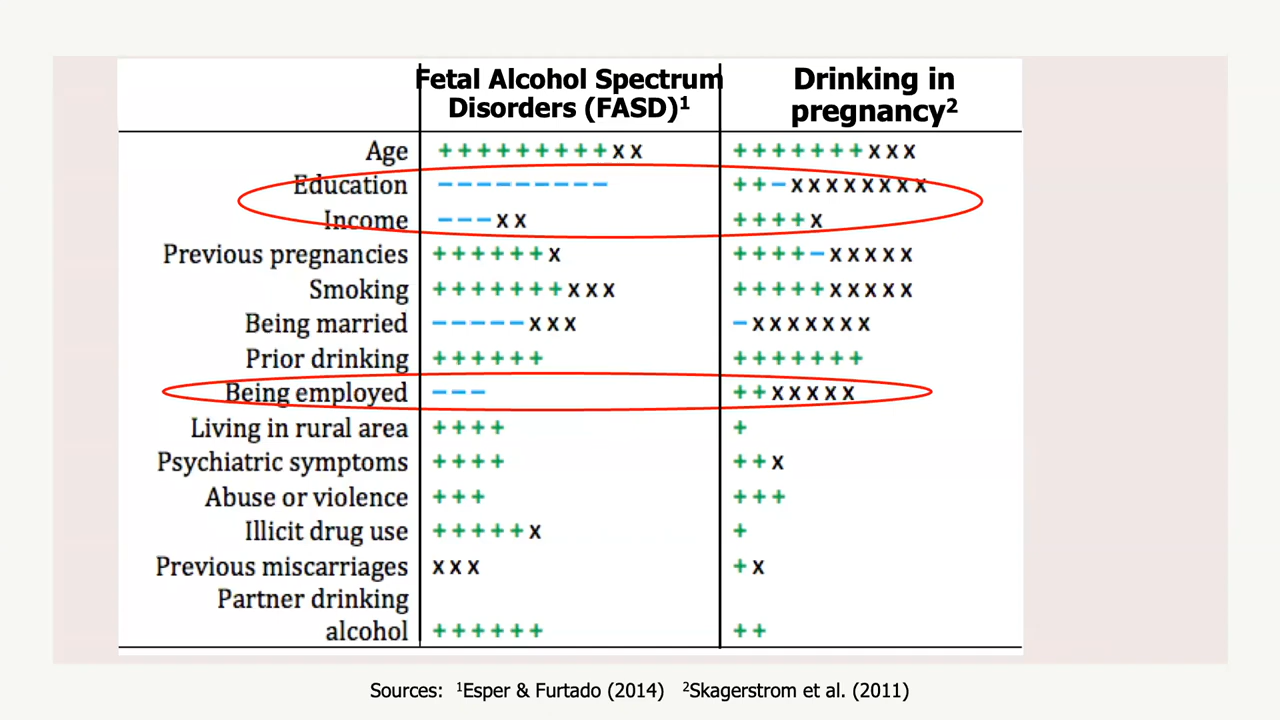 Fetal Alcohol Spectrum Disorders (FASD)¹
Drinking in pregnancy²
Age +++++++++xx +++++++xxx
Education −−−−−−−−− ++−xxxxxxxx
Income −−−xx ++++x
Previous pregnancies ++++++x ++++−xxxxx
Smoking +++++++xxx +++++xxxxx
Being married −−−−−xxx −xxxxxxx
Prior drinking ++++++ +++++++
Being employed −−− ++xxxxx
Living in rural area ++++ +
Psychiatric symptoms ++++ ++x
Abuse or violence +++ +++
Illicit drug use +++++x +
Previous miscarriages xxx +x
Partner drinking
alcohol ++++++ ++
Sources: ¹Esper & Furtado (2014) ²Skagerstrom et al. (2011)